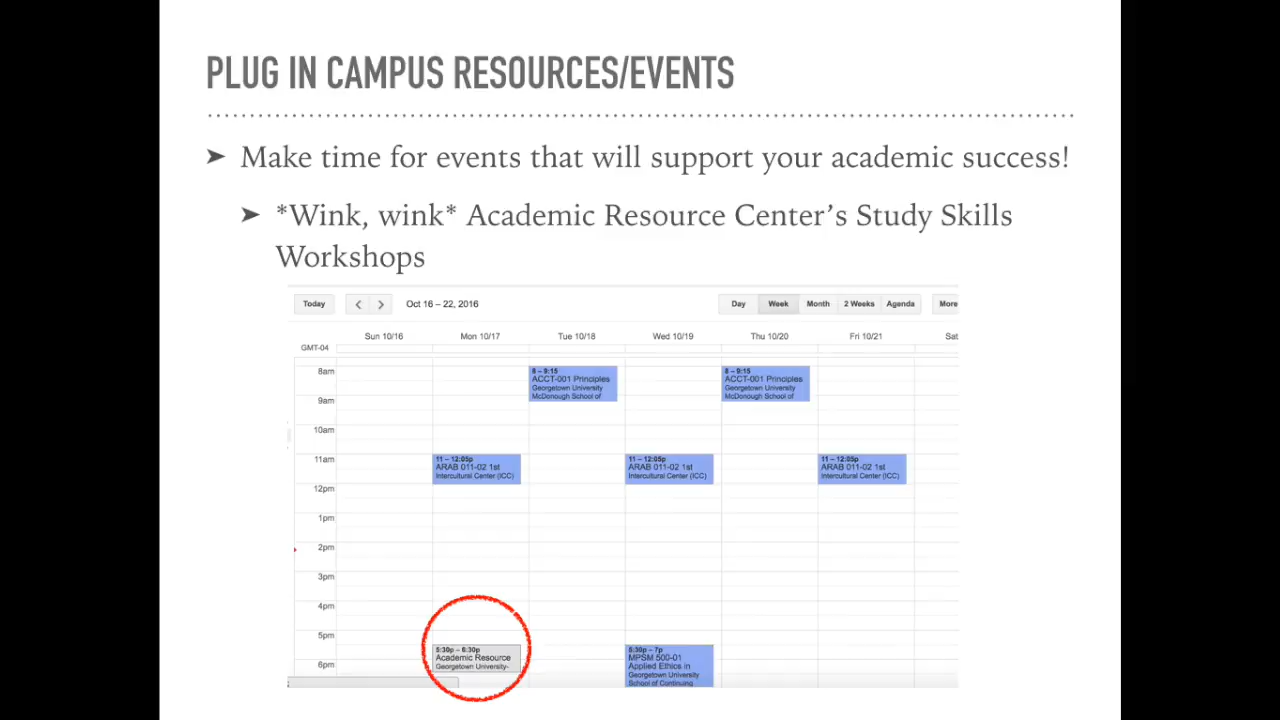 PLUG IN CAMPUS RESOURCES/EVENTS
➤ Make time for events that will support your academic success!
➤ *Wink, wink* Academic Resource Center’s Study Skills
Workshops
Today < > Oct 16 – 22, 2016 Day Week Month 2 Weeks Agenda More
Sun 10/16 Mon 10/17 Tue 10/18 Wed 10/19 Thu 10/20 Fri 10/21 Sat
GMT-04
8am
8 – 9:15
ACCT-001 Principles
Georgetown University
McDonough School of
8 – 9:15
ACCT-001 Principles
Georgetown University
McDonough School of
9am
10am
11am
11 – 12:05p
ARAB 011-02 1st
Intercultural Center (ICC)
11 – 12:05p
ARAB 011-02 1st
Intercultural Center (ICC)
11 – 12:05p
ARAB 011-02 1st
Intercultural Center (ICC)
12pm
1pm
2pm
3pm
4pm
5pm
5:30p – 6:30p
Academic Resource
Georgetown University-
5:30p – 7p
MPSM 500-01
Applied Ethics in
Georgetown University
School of Continuing
6pm